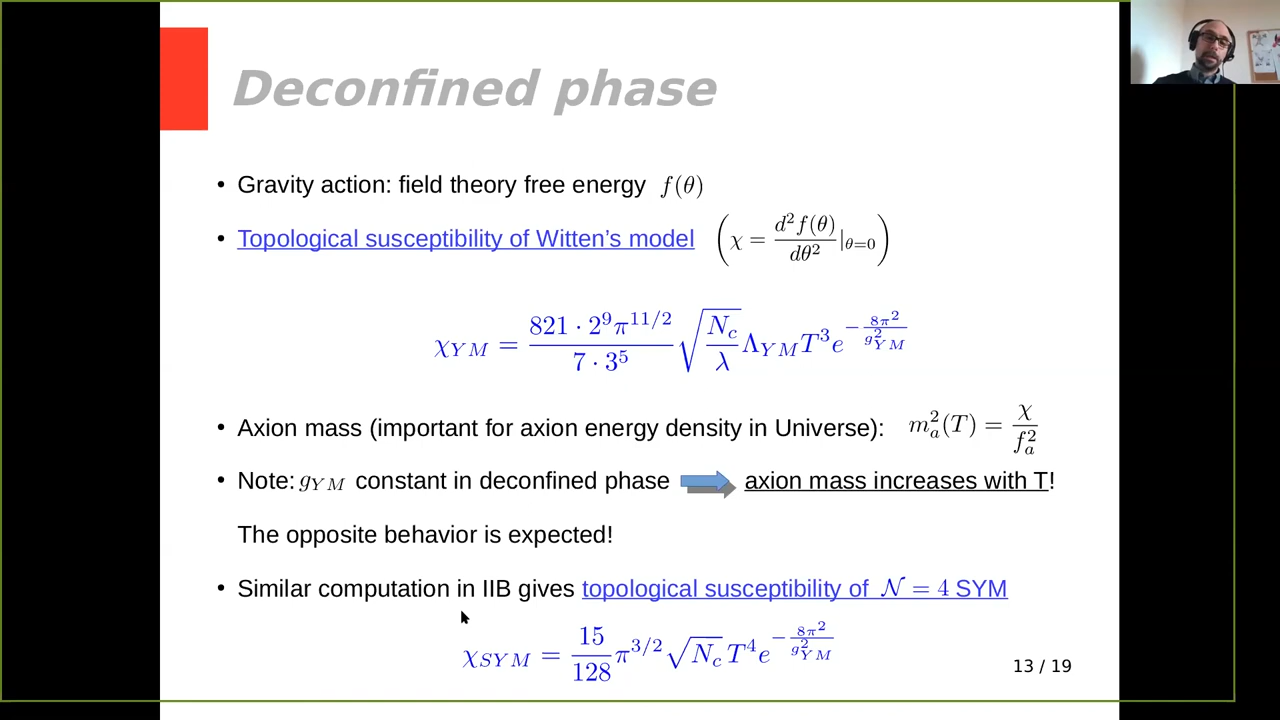 Deconfined phase
• Gravity action: field theory free energy f(θ)
• Topological susceptibility of Witten's model (χ = d²f(θ)/dθ² |θ=0)
χ_YM = (821 · 2⁹π^{11/2})/(7 · 3⁵) √(N_c/λ) Λ_YM T³ e^{−8π²/g²_YM}
• Axion mass (important for axion energy density in Universe): m_a²(T) = χ/f_a²
• Note: g_YM constant in deconfined phase axion mass increases with T!
The opposite behavior is expected!
• Similar computation in IIB gives topological susceptibility of 𝒩 = 4 SYM
χ_SYM = (15/128) π^{3/2} √N_c T⁴ e^{−8π²/g²_YM}
13 / 19